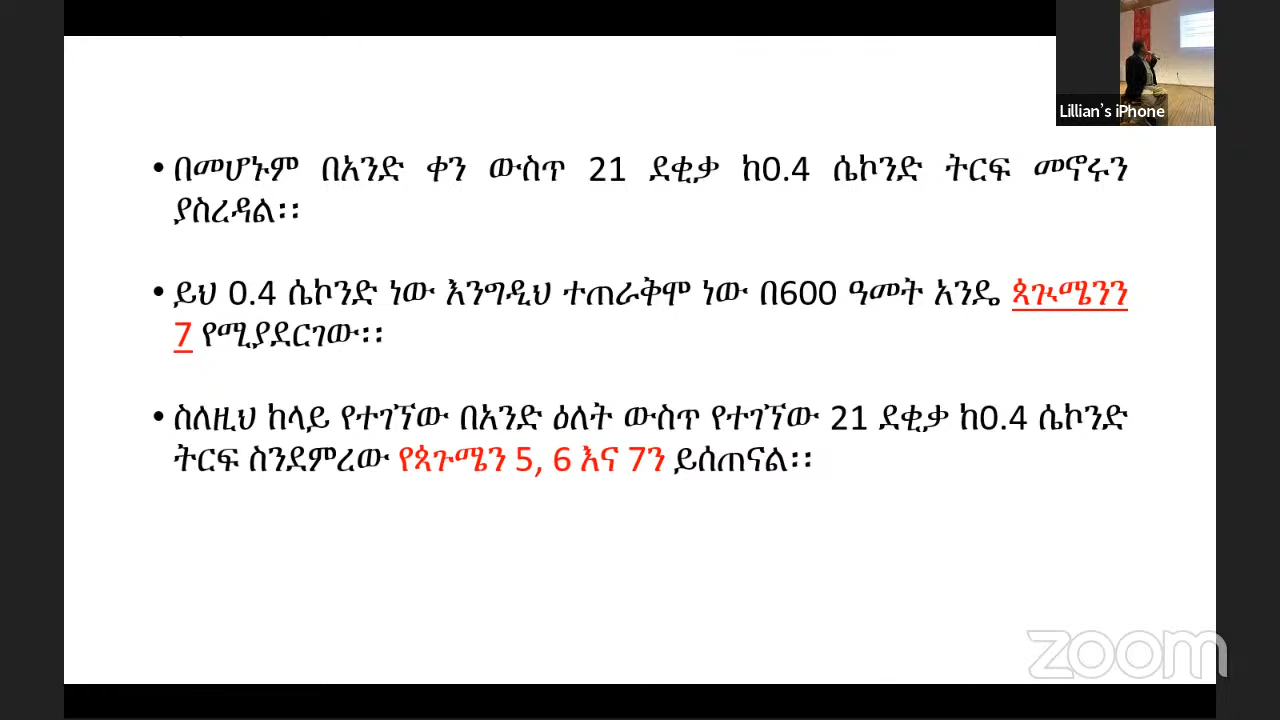 Lillian's iPhone
• በመሆኑም በአንድ ቀን ውስጥ 21 ደቂቃ ከ0.4 ሴኮንድ ትርፍ መኖሩን
ያስረዳል፡፡
• ይህ 0.4 ሴኮንድ ነው እንግዲህ ተጠራቅሞ ነው በ600 ዓመት አንዴ ጳጒሜንን
7 የሚያደርገው፡፡
• ስለዚህ ከላይ የተገኘው በአንድ ዕለት ውስጥ የተገኘው 21 ደቂቃ ከ0.4 ሴኮንድ
ትርፍ ስንደምረው የጳጉሜን 5, 6 እና 7ን ይሰጠናል፡፡
zoom